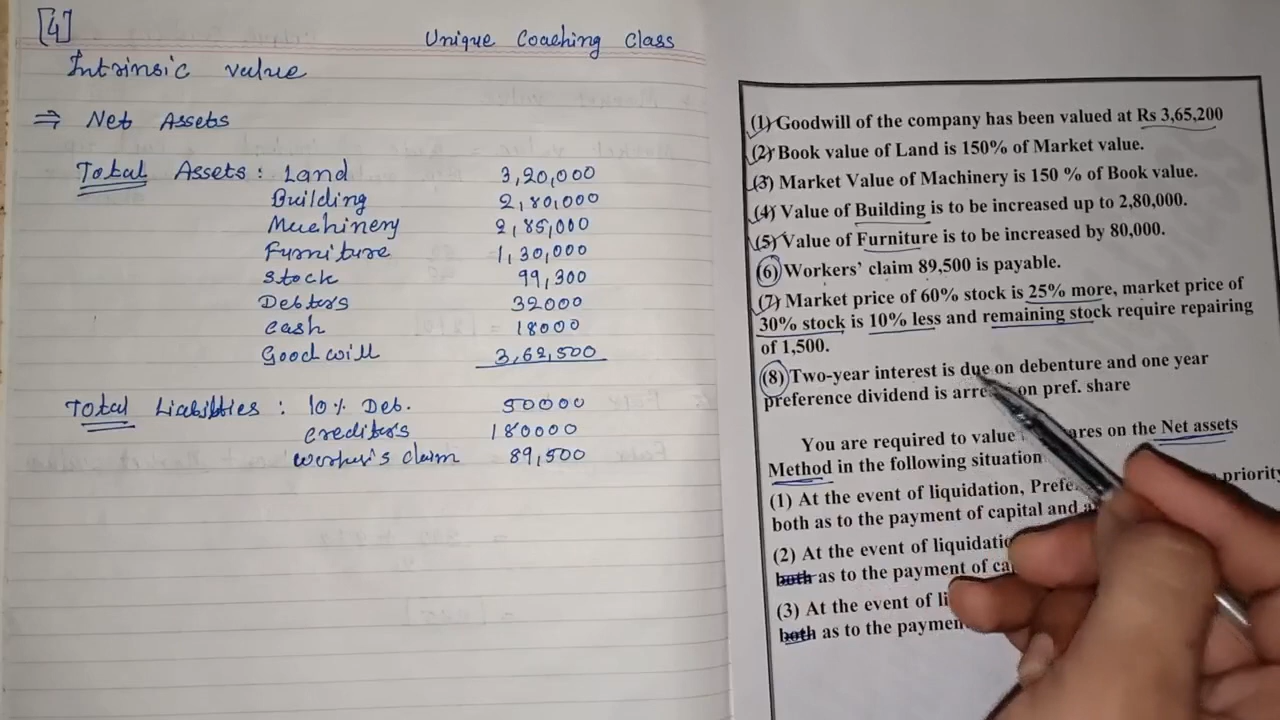 [4]
Unique Coaching Class
Intrinsic value
⇒ Net Assets
Total Assets : Land 3,20,000
Building 2,80,000
Machinery 2,85,000
Furniture 1,30,000
Stock 99,300
Debtors 32000
Cash 18000
Goodwill 3,62,500
Total Liabilities : 10% Deb. 50000
creditors 180000
worker's claim 89,500
(1) Goodwill of the company has been valued at Rs 3,65,200
(2) Book value of Land is 150% of Market value.
(3) Market Value of Machinery is 150 % of Book value.
(4) Value of Building is to be increased up to 2,80,000.
(5) Value of Furniture is to be increased by 80,000.
(6) Workers' claim 89,500 is payable.
(7) Market price of 60% stock is 25% more, market price of
30% stock is 10% less and remaining stock require repairing
of 1,500.
(8) Two-year interest is due on debenture and one year
preference dividend is on pref. share
You are required to value on the Net assets
Method in the following situation
(1) At the event of liquidation, priority
both as to the payment of capital and
(2) At the event of
both as to the payment of
(3) At the event of
both as to the